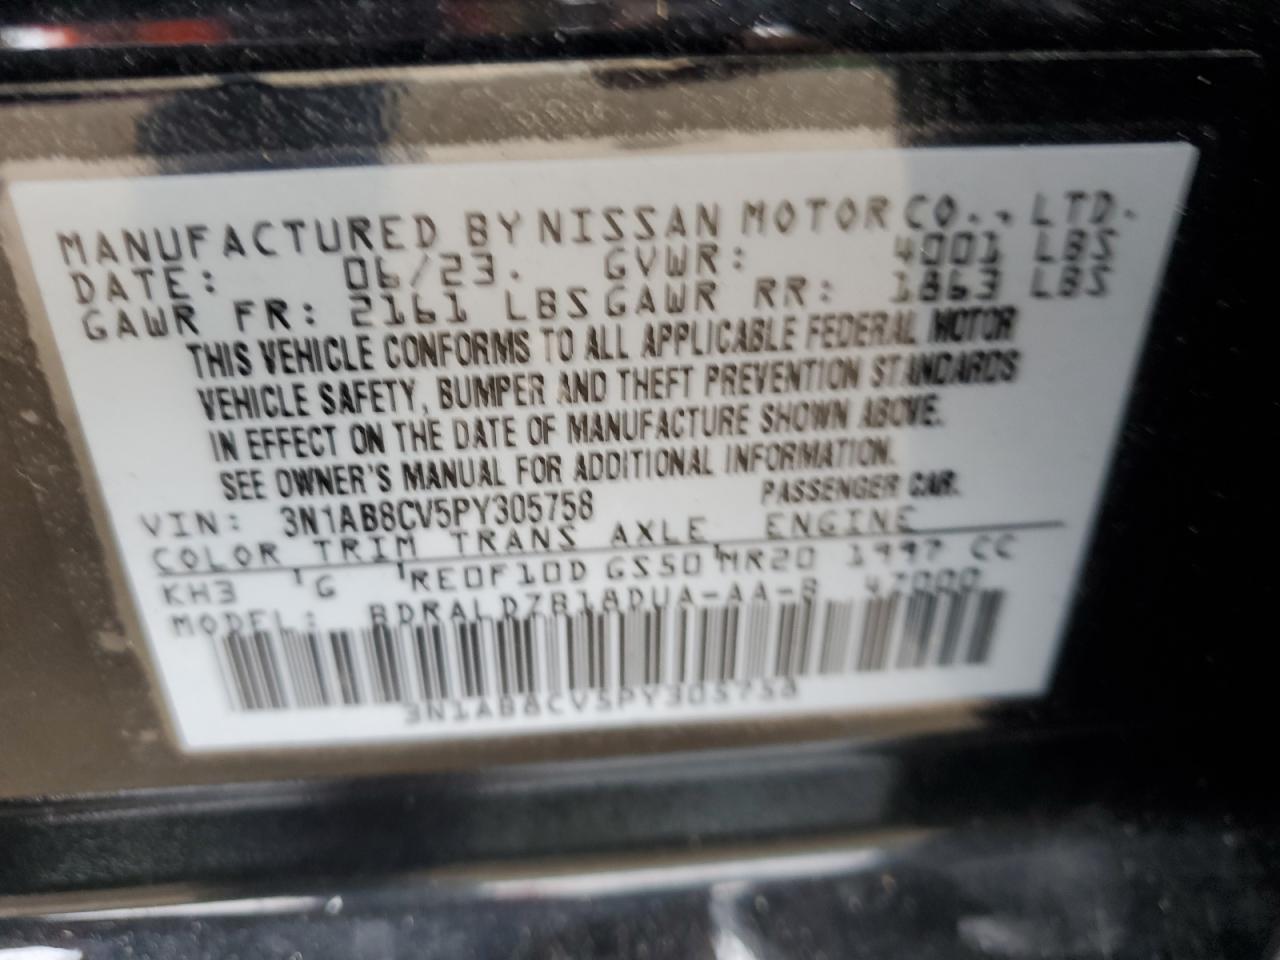 MANUFACTURED BY NISSAN MOTOR CO., LTD.
DATE: 06/23. GVWR: 4001 LBS
GAWR FR: 2161 LBS GAWR RR: 1863 LBS
THIS VEHICLE CONFORMS TO ALL APPLICABLE FEDERAL MOTOR
VEHICLE SAFETY, BUMPER AND THEFT PREVENTION STANDARDS
IN EFFECT ON THE DATE OF MANUFACTURE SHOWN ABOVE.
SEE OWNER'S MANUAL FOR ADDITIONAL INFORMATION.
VIN: 3N1AB8CV5PY305758 PASSENGER CAR.
COLOR TRIM TRANS AXLE ENGINE
KH3 G RE0F10D GS50 MR20 1997 CC
MODEL: BDRALDZB18DUA-AA-B 47000
3N1AB8CV5PY305758